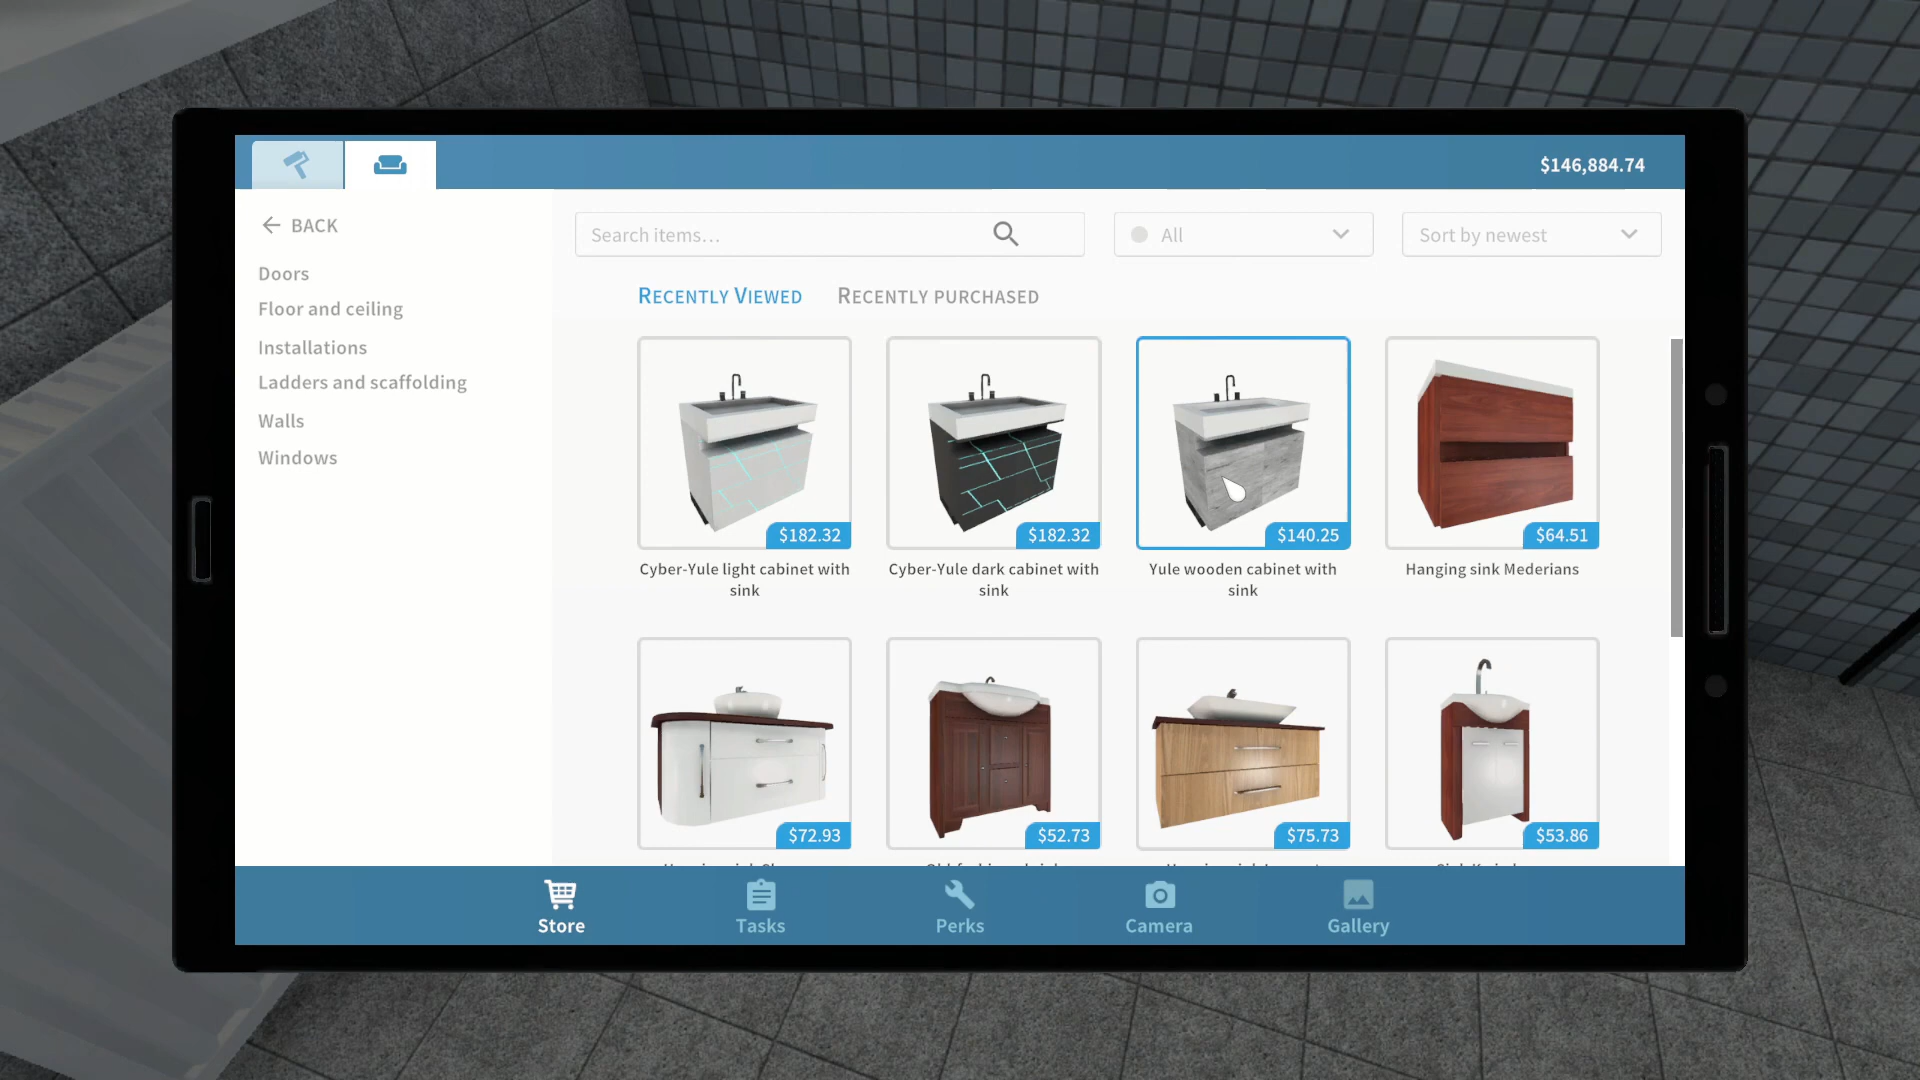 $146,884.74
BACK
Doors
Floor and ceiling
Installations
Ladders and scaffolding
Walls
Windows
Search items...
All
Sort by newest
RECENTLY VIEWED
RECENTLY PURCHASED
$182.32
$182.32
$140.25
$64.51
Cyber-Yule light cabinet with
sink
Cyber-Yule dark cabinet with
sink
Yule wooden cabinet with
sink
Hanging sink Mederians
$72.93
$52.73
$75.73
$53.86
Store
Tasks
Perks
Camera
Gallery